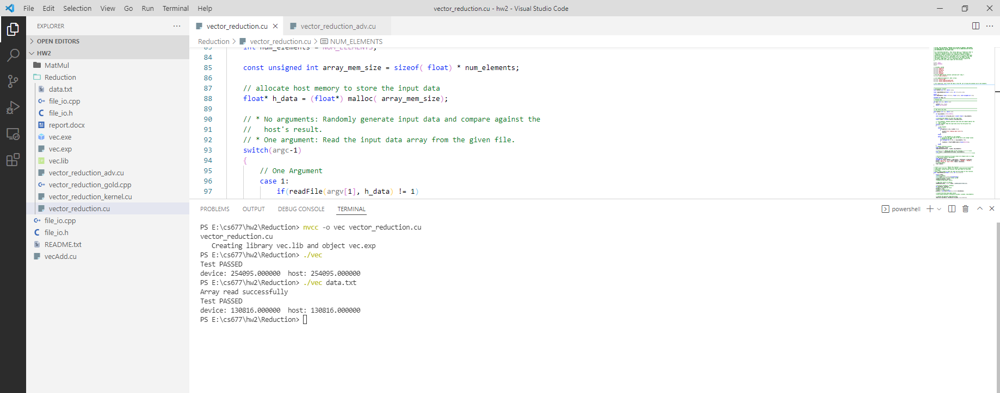 File Edit Selection View Go Run Terminal Help
vector_reduction.cu - hw2 - Visual Studio Code
EXPLORER
OPEN EDITORS
HW2
MatMul
Reduction
data.txt
file_io.cpp
file_io.h
report.docx
vec.exe
vec.exp
vec.lib
vector_reduction_adv.cu
vector_reduction_gold.cpp
vector_reduction_kernel.cu
vector_reduction.cu
file_io.cpp
file_io.h
README.txt
vecAdd.cu
vector_reduction.cu vector_reduction_adv.cu
Reduction > vector_reduction.cu > NUM_ELEMENTS
83 int num_elements = NUM_ELEMENTS;
84
85 const unsigned int array_mem_size = sizeof( float) * num_elements;
86
87 // allocate host memory to store the input data
88 float* h_data = (float*) malloc( array_mem_size);
89
90 // * No arguments: Randomly generate input data and compare against the
91 //   host's result.
92 // * One argument: Read the input data array from the given file.
93 switch(argc-1)
94 {
95 // One Argument
96 case 1:
97 if(readFile(argv[1], h_data) != 1)
PROBLEMS OUTPUT DEBUG CONSOLE TERMINAL
powershell
PS E:\cs677\hw2\Reduction> nvcc -o vec vector_reduction.cu
vector_reduction.cu
   Creating library vec.lib and object vec.exp
PS E:\cs677\hw2\Reduction> ./vec
Test PASSED
device: 254095.000000  host: 254095.000000
PS E:\cs677\hw2\Reduction> ./vec data.txt
Array read successfully
Test PASSED
device: 130816.000000  host: 130816.000000
PS E:\cs677\hw2\Reduction>